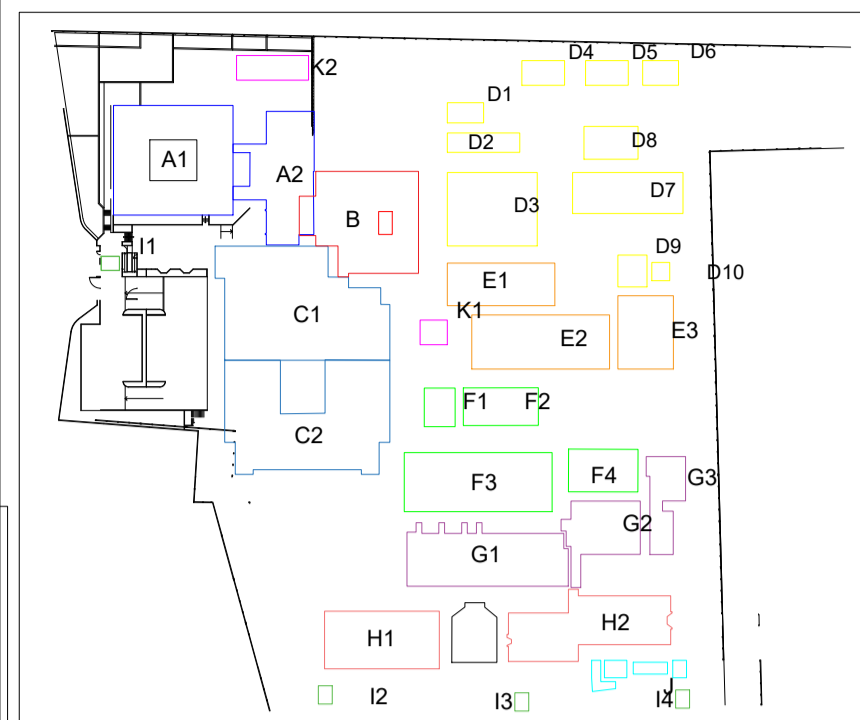 D4 D5 D6
K2
D1
D2 D8
A1 A2
D7
B D3
I1 D9
E1 D10
C1 K1
E2 E3
F1 F2
C2
F3 F4 G3
G2
G1
H1 H2
J
I2 I3 I4